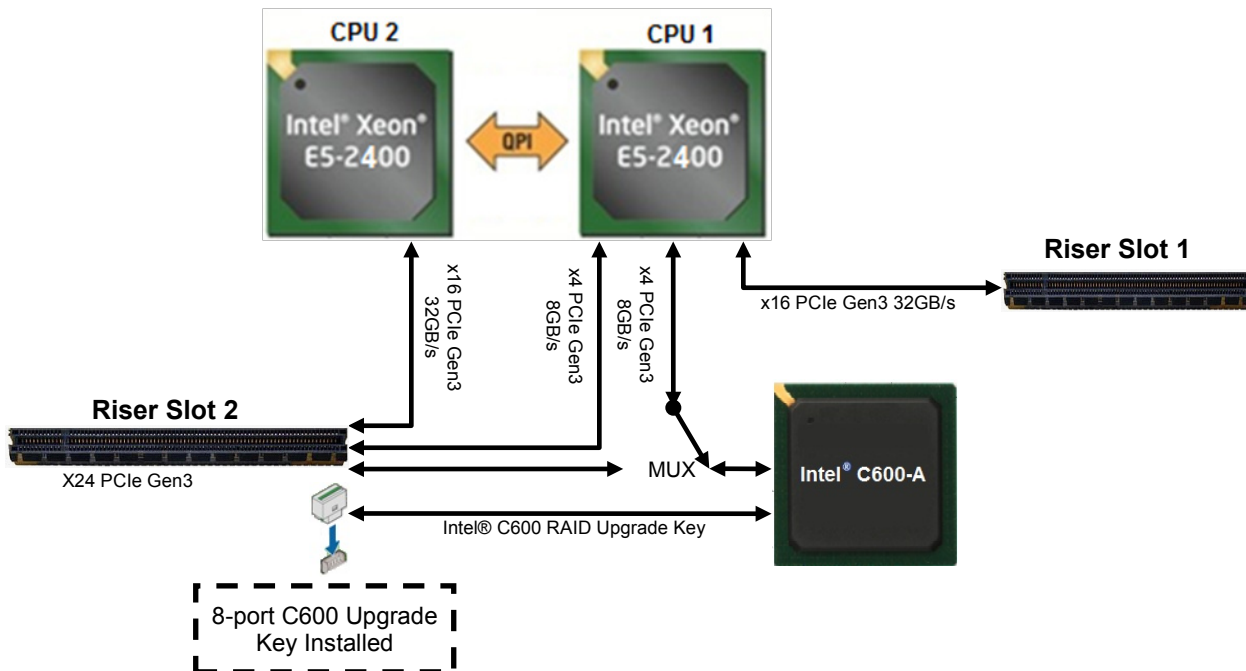 CPU 2
CPU 1
Intel® Xeon®
E5-2400
QPI
Intel® Xeon®
E5-2400
x16 PCIe Gen3
32GB/s
x4 PCIe Gen3
8GB/s
x4 PCIe Gen3
8GB/s
Riser Slot 1
x16 PCIe Gen3 32GB/s
Riser Slot 2
X24 PCIe Gen3
MUX
Intel® C600-A
Intel® C600 RAID Upgrade Key
8-port C600 Upgrade
Key Installed